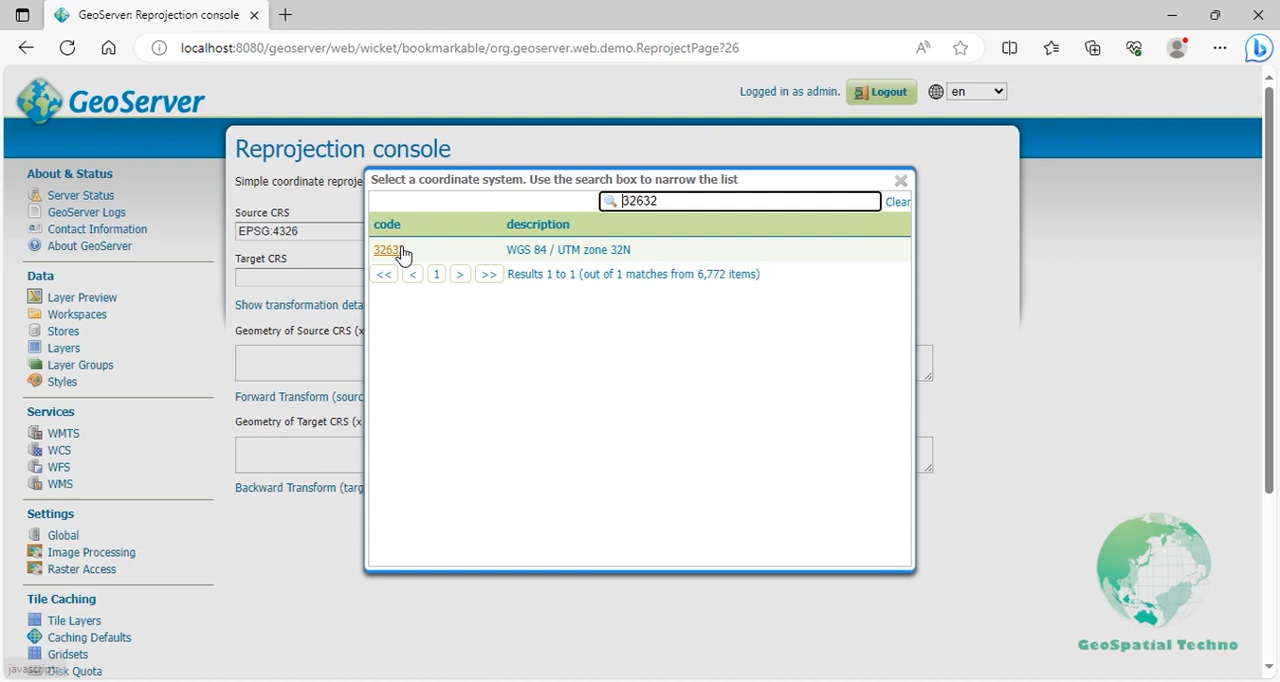 GeoServer: Reprojection console
localhost:8080/geoserver/web/wicket/bookmarkable/org.geoserver.web.demo.ReprojectPage?26
GeoServer
Logged in as admin.
Logout
en
About & Status
Server Status
GeoServer Logs
Contact Information
About GeoServer
Data
Layer Preview
Workspaces
Stores
Layers
Layer Groups
Styles
Services
WMTS
WCS
WFS
WMS
Settings
Global
Image Processing
Raster Access
Tile Caching
Tile Layers
Caching Defaults
Gridsets
Disk Quota
Reprojection console
Simple coordinate reproje
Source CRS
EPSG:4326
Target CRS
Show transformation deta
Geometry of Source CRS (x
Forward Transform (sourc
Geometry of Target CRS (x
Backward Transform (targ
Select a coordinate system. Use the search box to narrow the list
32632
Clear
code description
3263 WGS 84 / UTM zone 32N
<< < 1 > >> Results 1 to 1 (out of 1 matches from 6,772 items)
GeoSpatial Techno